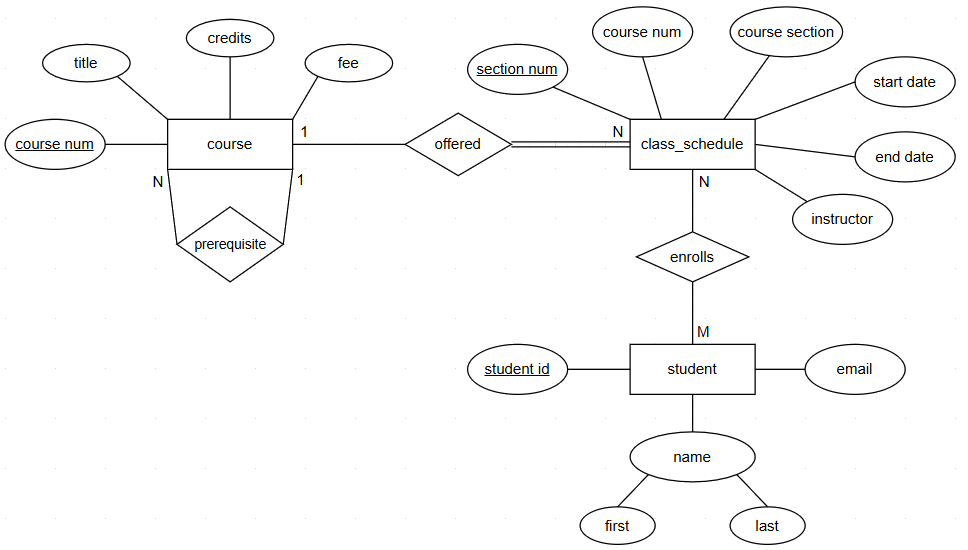 credits
title
fee
course num
course
1
N
1
prerequisite
offered
N
section num
course num
course section
start date
end date
instructor
class_schedule
N
enrolls
M
student id
student
email
name
first
last